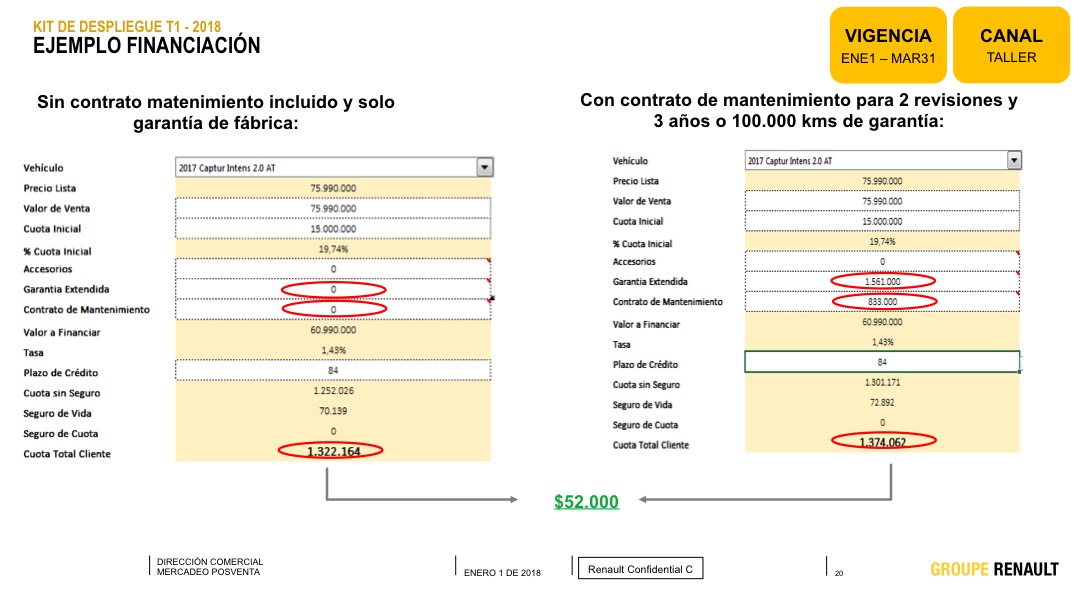 KIT DE DESPLIEGUE T1 - 2018
EJEMPLO FINANCIACIÓN
VIGENCIA
ENE1 – MAR31
CANAL
TALLER
Sin contrato matenimiento incluido y solo
garantía de fábrica:
Vehículo 2017 Captur Intens 2.0 AT
Precio Lista 75.990.000
Valor de Venta 75.990.000
Cuota Inicial 15.000.000
% Cuota Inicial 19,74%
Accesorios 0
Garantia Extendida 0
Contrato de Mantenimiento 0
Valor a Financiar 60.990.000
Tasa 1,43%
Plazo de Crédito 84
Cuota sin Seguro 1.252.026
Seguro de Vida 70.139
Seguro de Cuota 0
Cuota Total Cliente 1.322.164
Con contrato de mantenimiento para 2 revisiones y
3 años o 100.000 kms de garantía:
Vehículo 2017 Captur Intens 2.0 AT
Precio Lista 75.990.000
Valor de Venta 75.990.000
Cuota Inicial 15.000.000
% Cuota Inicial 19,74%
Accesorios 0
Garantia Extendida 1.561.000
Contrato de Mantenimiento 833.000
Valor a Financiar 60.990.000
Tasa 1,43%
Plazo de Crédito 84
Cuota sin Seguro 1.301.171
Seguro de Vida 72.892
Seguro de Cuota 0
Cuota Total Cliente 1.374.062
$52.000
DIRECCIÓN COMERCIAL
MERCADEO POSVENTA
ENERO 1 DE 2018
Renault Confidential C
20
GROUPE RENAULT